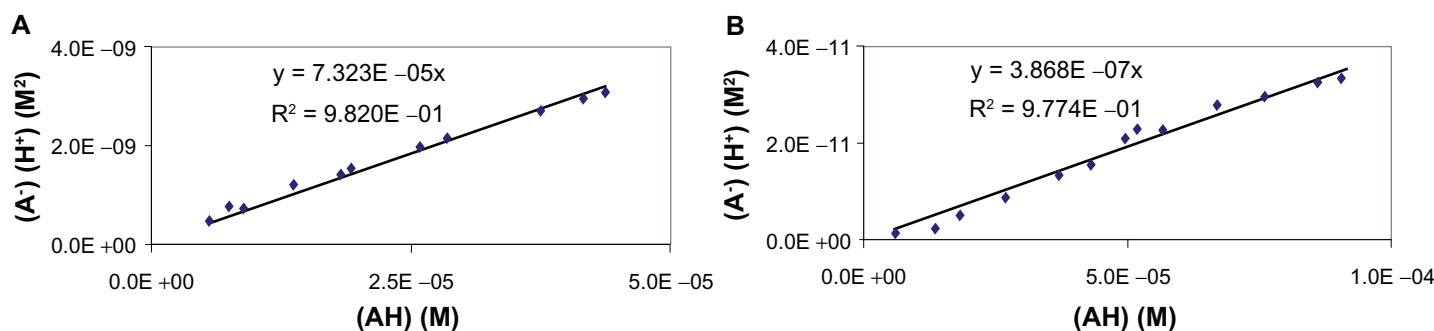 A
4.0E –09
y = 7.323E –05x
R² = 9.820E –01
2.0E –09
0.0E +00
0.0E +00 2.5E –05 5.0E –05
(AH) (M)
(A⁻) (H⁺) (M²)
B
4.0E –11
y = 3.868E –07x
R² = 9.774E –01
2.0E –11
0.0E +00
0.0E +00 5.0E –05 1.0E –04
(AH) (M)
(A⁻) (H⁺) (M²)